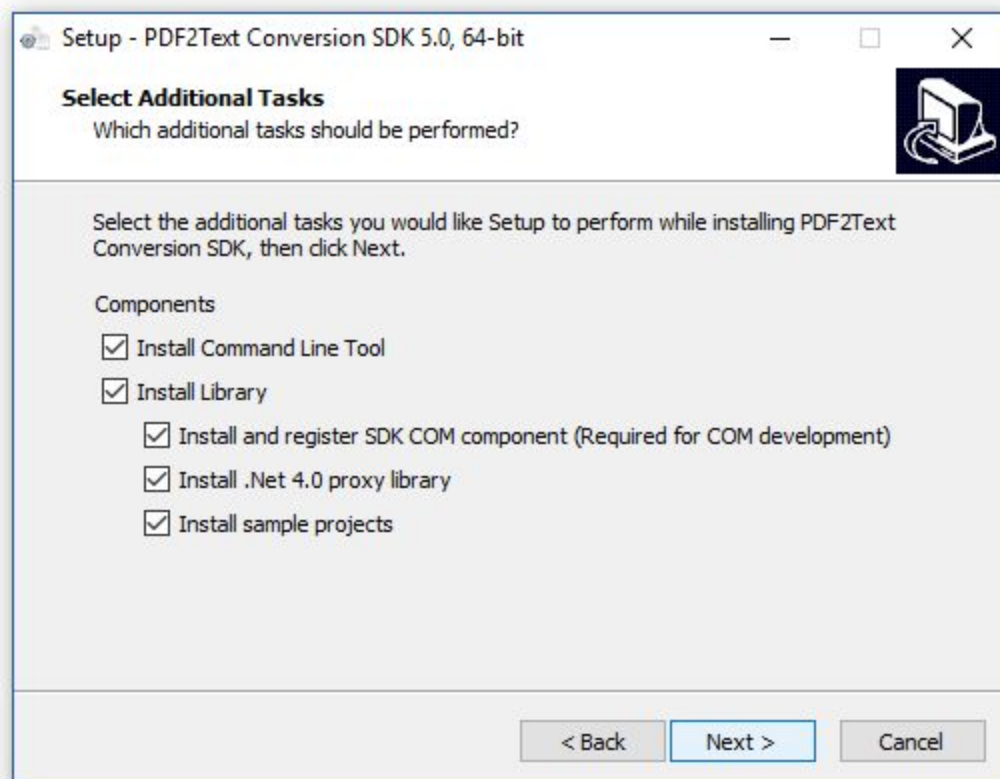 Setup - PDF2Text Conversion SDK 5.0, 64-bit
Select Additional Tasks
Which additional tasks should be performed?
Select the additional tasks you would like Setup to perform while installing PDF2Text
Conversion SDK, then click Next.
Components
Install Command Line Tool
Install Library
Install and register SDK COM component (Required for COM development)
Install .Net 4.0 proxy library
Install sample projects
< Back Next > Cancel